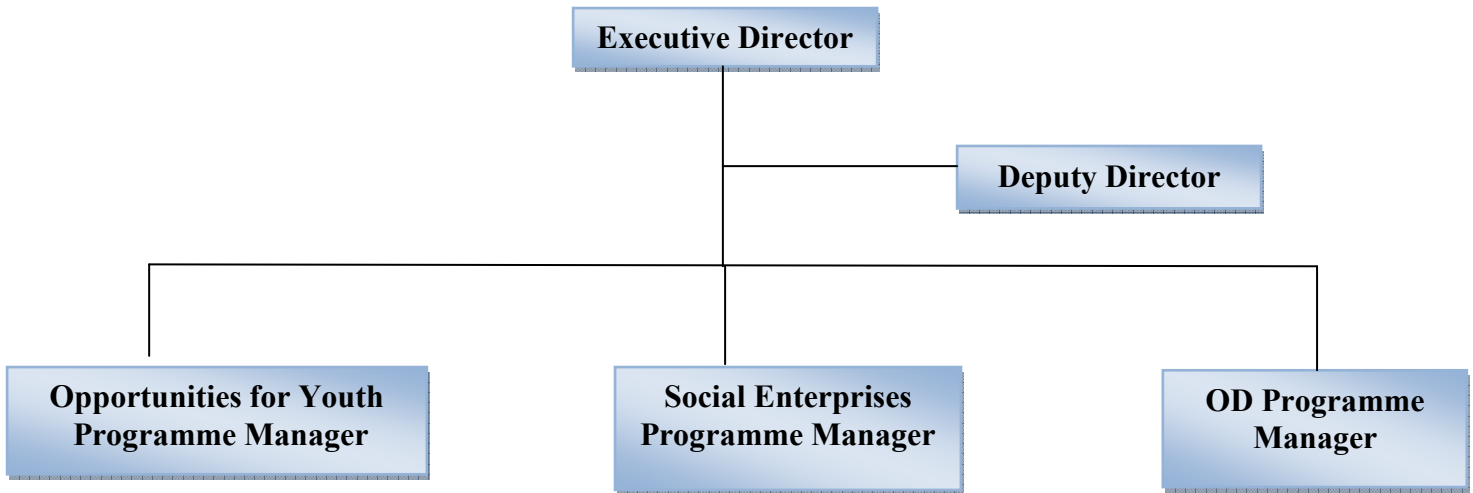 Executive Director
Deputy Director
Opportunities for Youth
Programme Manager
Social Enterprises
Programme Manager
OD Programme
Manager